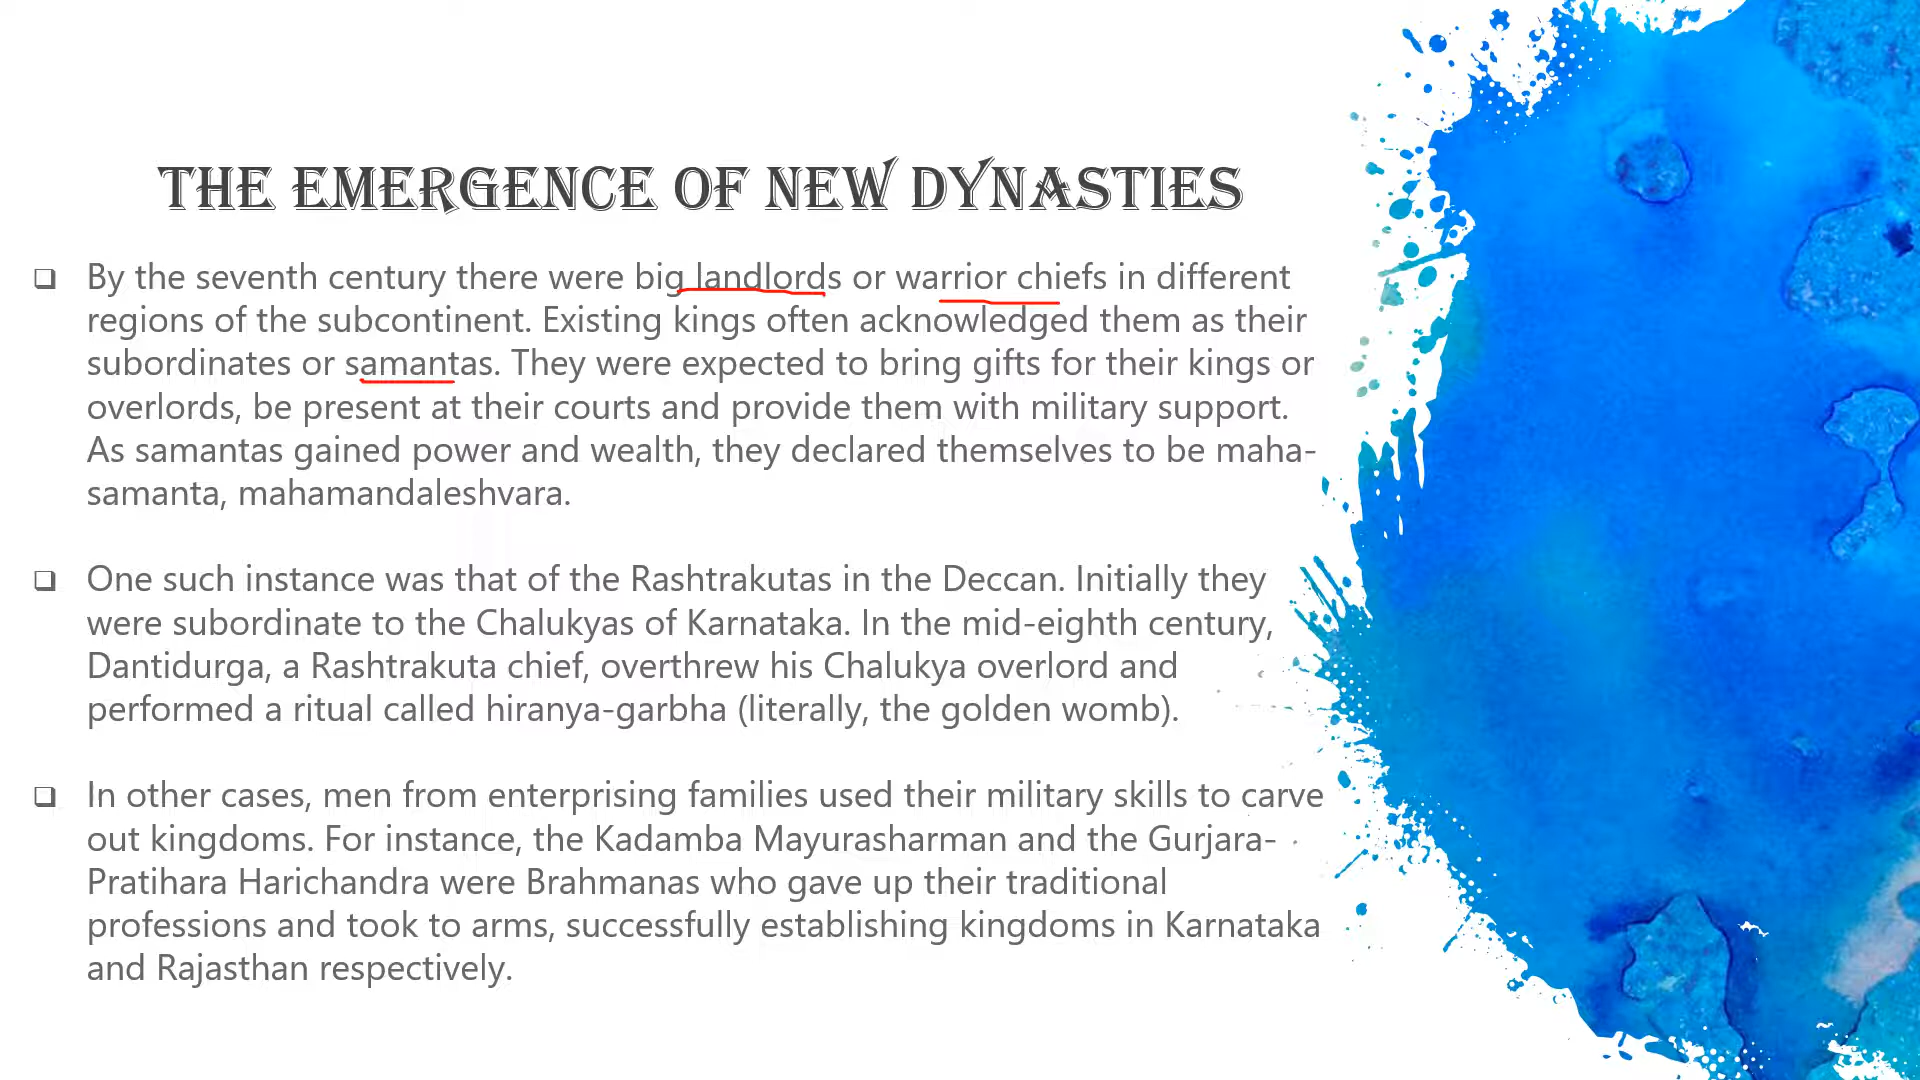 THE EMERGENCE OF NEW DYNASTIES
By the seventh century there were big landlords or warrior chiefs in different
regions of the subcontinent. Existing kings often acknowledged them as their
subordinates or samantas. They were expected to bring gifts for their kings or
overlords, be present at their courts and provide them with military support.
As samantas gained power and wealth, they declared themselves to be maha-
samanta, mahamandaleshvara.
One such instance was that of the Rashtrakutas in the Deccan. Initially they
were subordinate to the Chalukyas of Karnataka. In the mid-eighth century,
Dantidurga, a Rashtrakuta chief, overthrew his Chalukya overlord and
performed a ritual called hiranya-garbha (literally, the golden womb).
In other cases, men from enterprising families used their military skills to carve
out kingdoms. For instance, the Kadamba Mayurasharman and the Gurjara-
Pratihara Harichandra were Brahmanas who gave up their traditional
professions and took to arms, successfully establishing kingdoms in Karnataka
and Rajasthan respectively.